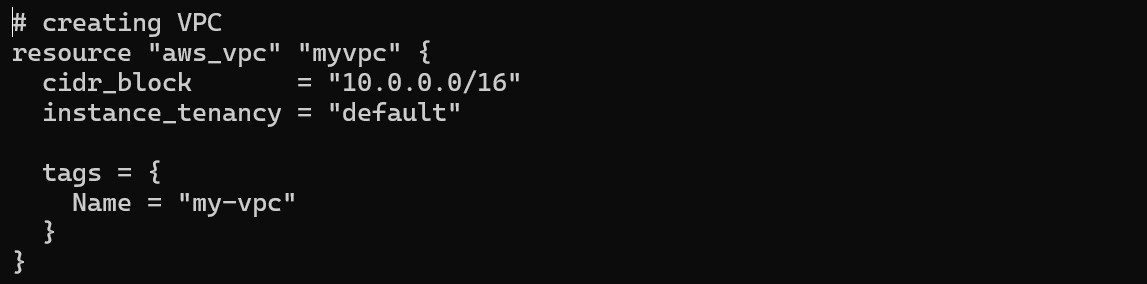 # creating VPC
resource "aws_vpc" "myvpc" {
  cidr_block       = "10.0.0.0/16"
  instance_tenancy = "default"

  tags = {
    Name = "my-vpc"
  }
}